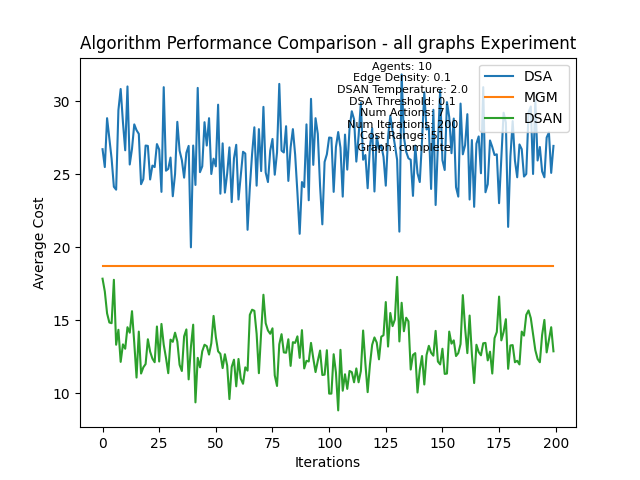 Algorithm Performance Comparison - all graphs Experiment
Agents: 10
Edge Density: 0.1
DSAN Temperature: 2.0
DSA Threshold: 0.1
Num Actions: 7
Num Iterations: 200
Cost Range: 51
Graph: complete
DSA
MGM
DSAN
Average Cost
30
25
20
15
10
0 25 50 75 100 125 150 175 200
Iterations